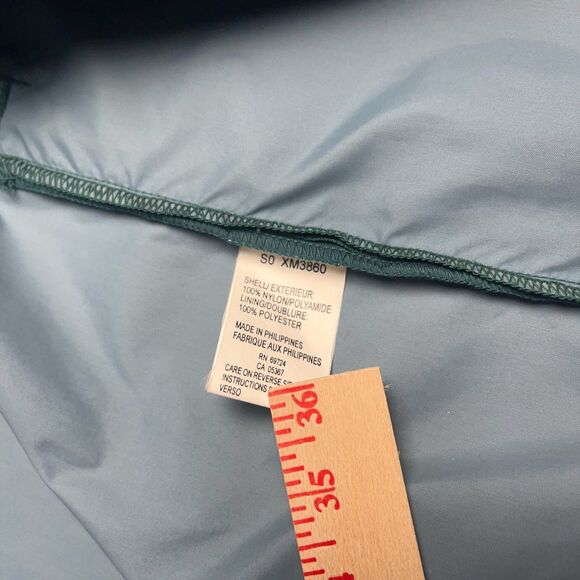 S0 XM3860
SHELL/ EXTERIEUR:
100% NYLON/POLYAMIDE
LINING/DOUBLURE:
100% POLYESTER
MADE IN PHILIPPINES
FABRIQUE AUX PHILIPPINES
RN 69724
CA 05367
CARE ON REVERSE
INSTRUCTIONS
VERSO
36
35